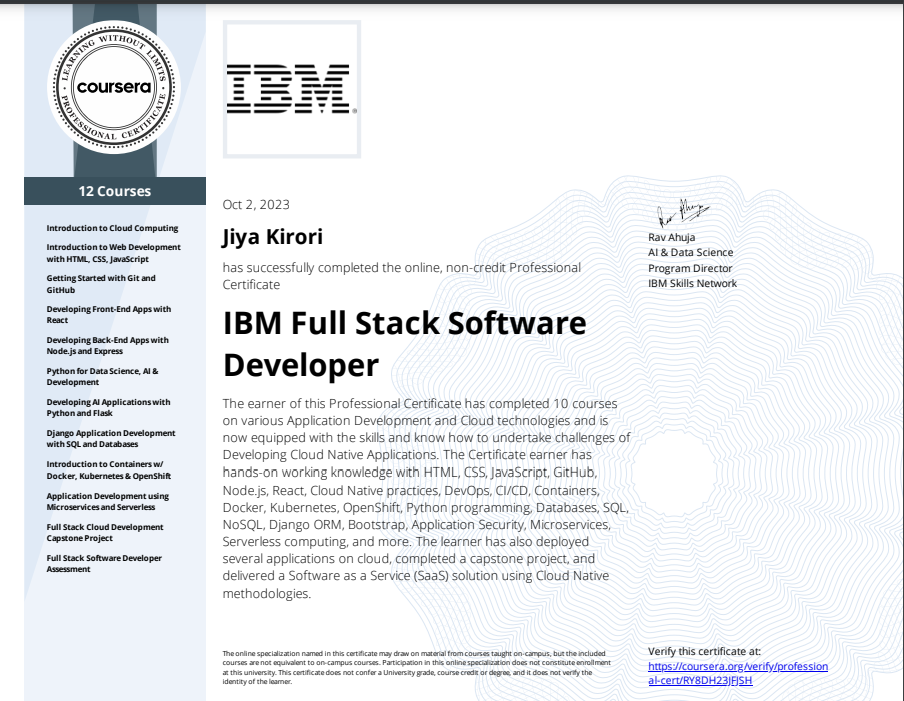 LEARNING WITHOUT LIMITS
coursera
PROFESSIONAL CERTIFICATE
12 Courses
Introduction to Cloud Computing
Introduction to Web Development
with HTML, CSS, JavaScript
Getting Started with Git and
GitHub
Developing Front-End Apps with
React
Developing Back-End Apps with
Node.js and Express
Python for Data Science, AI &
Development
Developing AI Applications with
Python and Flask
Django Application Development
with SQL and Databases
Introduction to Containers w/
Docker, Kubernetes & OpenShift
Application Development using
Microservices and Serverless
Full Stack Cloud Development
Capstone Project
Full Stack Software Developer
Assessment
IBM®
Oct 2, 2023
Jiya Kirori
has successfully completed the online, non-credit Professional
Certificate
IBM Full Stack Software
Developer
The earner of this Professional Certificate has completed 10 courses
on various Application Development and Cloud technologies and is
now equipped with the skills and know how to undertake challenges of
Developing Cloud Native Applications. The Certificate earner has
hands-on working knowledge with HTML, CSS, JavaScript, GitHub,
Node.js, React, Cloud Native practices, DevOps, CI/CD, Containers,
Docker, Kubernetes, OpenShift, Python programming, Databases, SQL,
NoSQL, Django ORM, Bootstrap, Application Security, Microservices,
Serverless computing, and more. The learner has also deployed
several applications on cloud, completed a capstone project, and
delivered a Software as a Service (SaaS) solution using Cloud Native
methodologies.
The online specialization named in this certificate may draw on material from courses taught on-campus, but the included
courses are not equivalent to on-campus courses. Participation in this online specialization does not constitute enrollment
at this university. This certificate does not confer a University grade, course credit or degree, and it does not verify the
identity of the learner.
Rav Ahuja
Rav Ahuja
AI & Data Science
Program Director
IBM Skills Network
Verify this certificate at:
https://coursera.org/verify/profession
al-cert/RY8DH23JFJSH